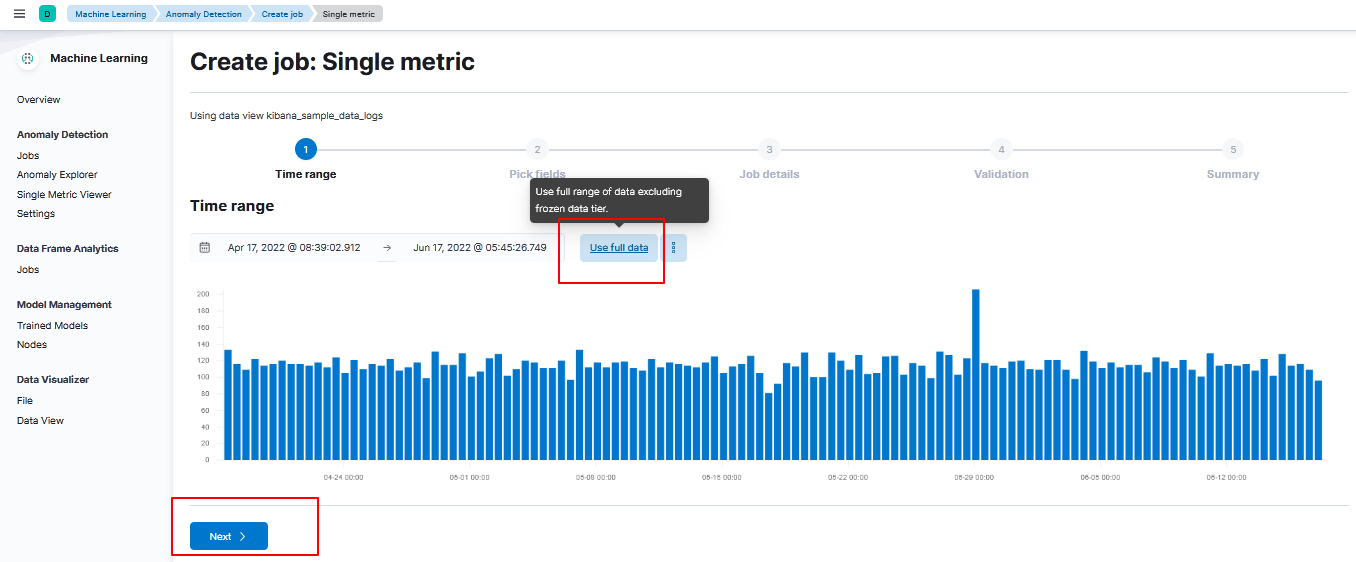 D
Machine Learning
Anomaly Detection
Create job
Single metric
Machine Learning
Overview
Anomaly Detection
Jobs
Anomaly Explorer
Single Metric Viewer
Settings
Data Frame Analytics
Jobs
Model Management
Trained Models
Nodes
Data Visualizer
File
Data View
Create job: Single metric
Using data view kibana_sample_data_logs
1 2 3 4 5
Time range Pick fields Job details Validation Summary
Use full range of data excluding
frozen data tier.
Time range
Apr 17, 2022 @ 08:39:02.912 → Jun 17, 2022 @ 05:45:26.749 Use full data
200
180
160
140
120
100
80
60
40
20
0
04-24 00:00 05-01 00:00 05-08 00:00 05-15 00:00 05-22 00:00 05-29 00:00 06-05 00:00 06-12 00:00
Next